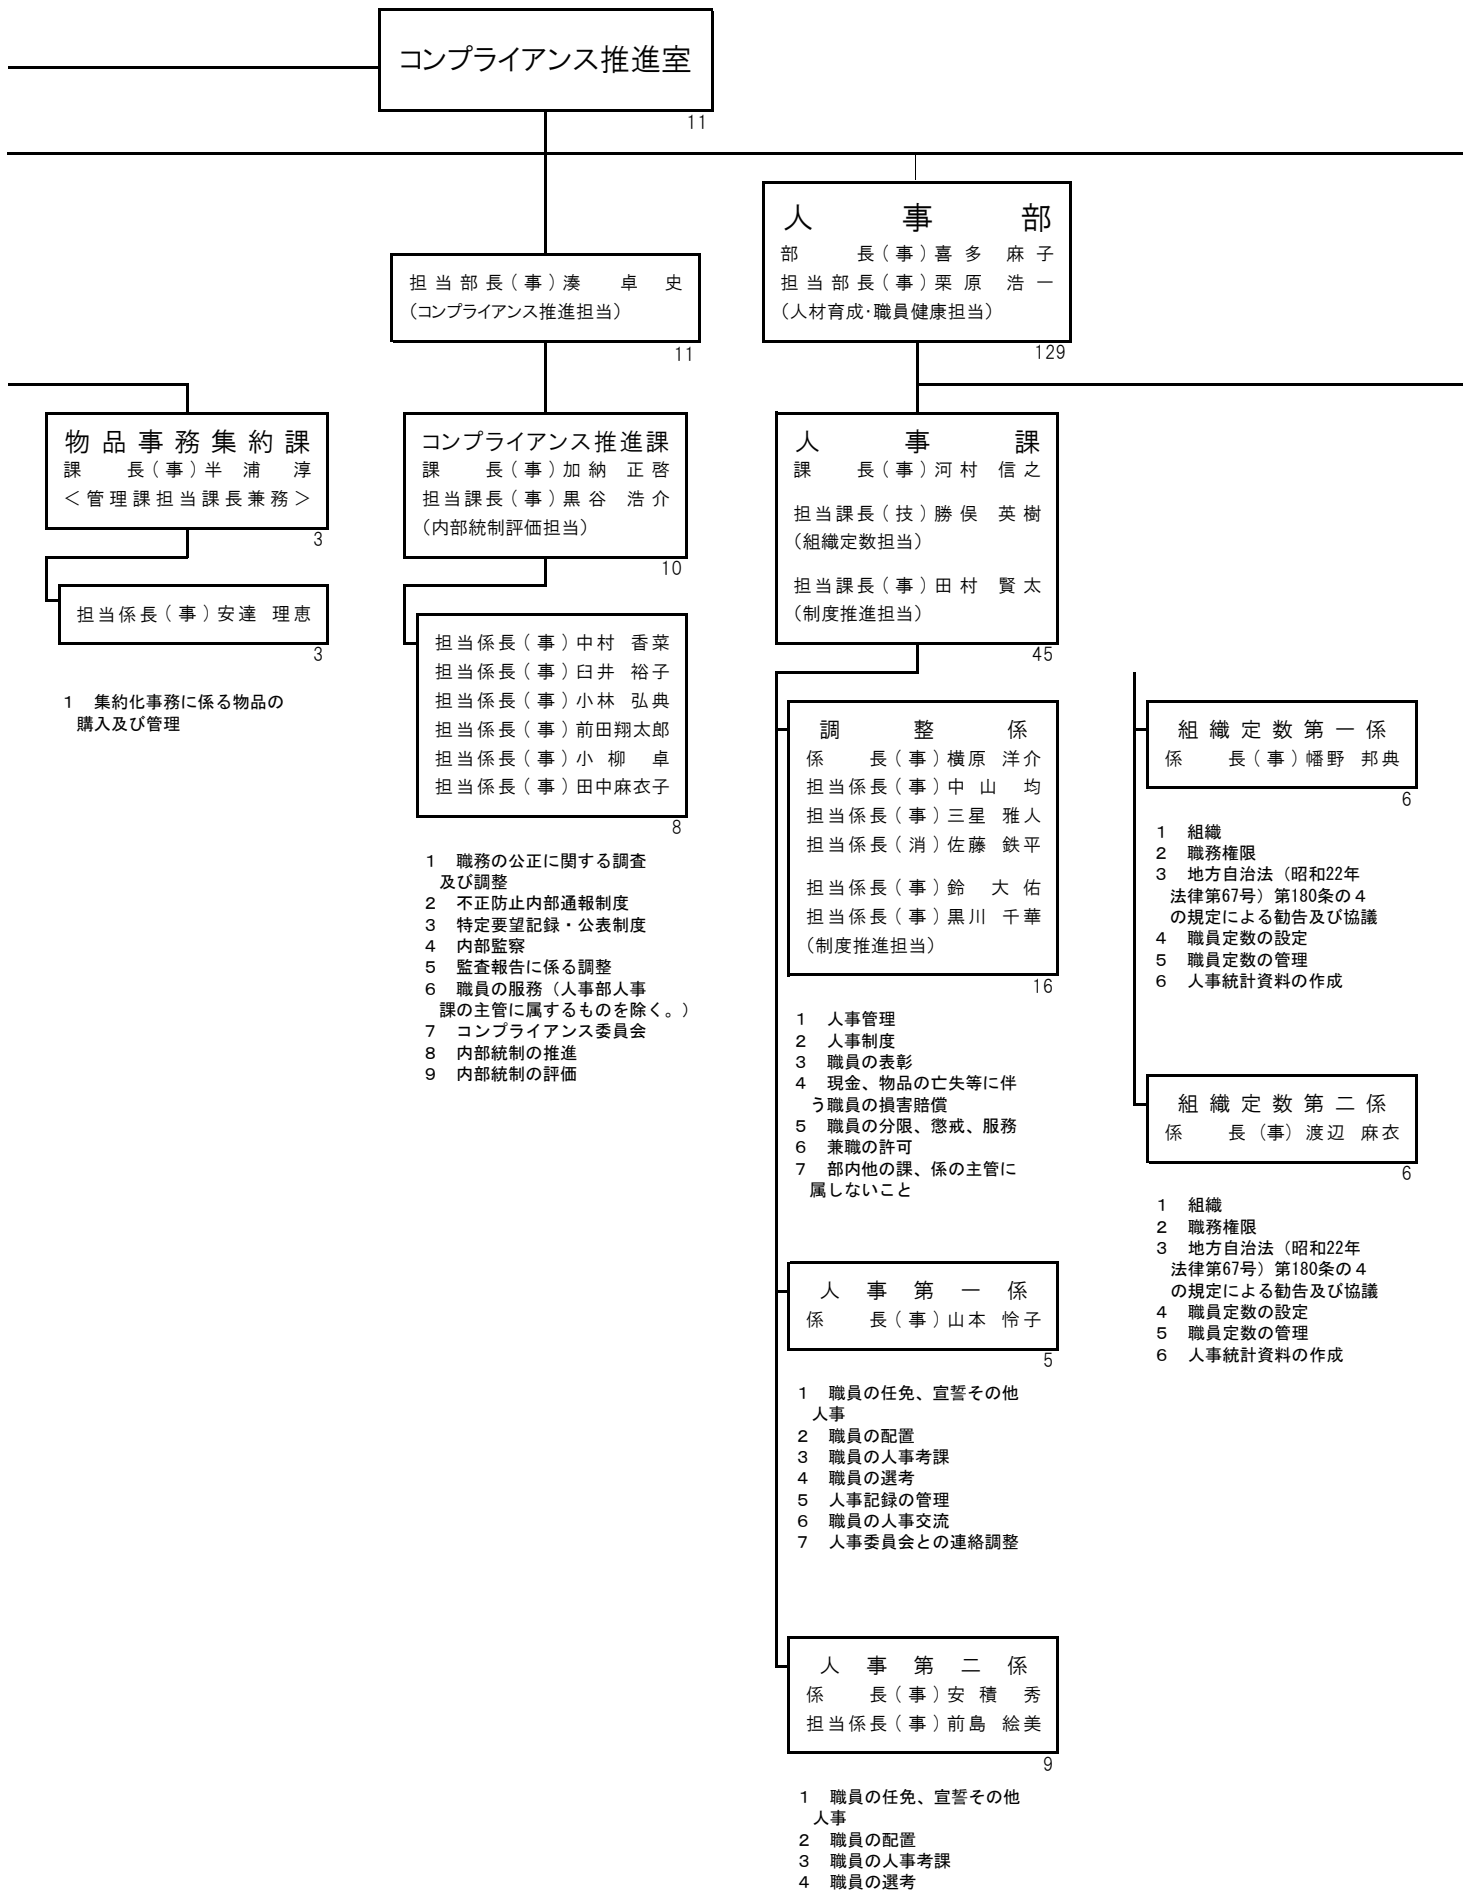 コンプライアンス推進室
11
人事部
部長(事)喜多 麻子
担当部長(事)栗原 浩一
(人材育成・職員健康担当)
129
担当部長(事)湊 卓史
(コンプライアンス推進担当)
11
物品事務集約課
課長(事)半浦 淳
<管理課担当課長兼務>
3
担当係長(事)安達 理恵
3
1 集約化事務に係る物品の
購入及び管理
コンプライアンス推進課
課長(事)加納 正啓
担当課長(事)黒谷 浩介
(内部統制評価担当)
10
担当係長(事)中村 香菜
担当係長(事)臼井 裕子
担当係長(事)小林 弘典
担当係長(事)前田翔太郎
担当係長(事)小柳 卓
担当係長(事)田中麻衣子
8
1 職務の公正に関する調査
及び調整
2 不正防止内部通報制度
3 特定要望記録・公表制度
4 内部監察
5 監査報告に係る調整
6 職員の服務(人事部人事
課の主管に属するものを除く。)
7 コンプライアンス委員会
8 内部統制の推進
9 内部統制の評価
人事課
課長(事)河村 信之
担当課長(技)勝俣 英樹
(組織定数担当)
担当課長(事)田村 賢太
(制度推進担当)
45
調整係
係長(事)横原 洋介
担当係長(事)中山 均
担当係長(事)三星 雅人
担当係長(消)佐藤 鉄平
担当係長(事)鈴 大佑
担当係長(事)黒川 千華
(制度推進担当)
16
1 人事管理
2 人事制度
3 職員の表彰
4 現金、物品の亡失等に伴
う職員の損害賠償
5 職員の分限、懲戒、服務
6 兼職の許可
7 部内他の課、係の主管に
属しないこと
人事第一係
係長(事)山本 怜子
5
1 職員の任免、宣誓その他
人事
2 職員の配置
3 職員の人事考課
4 職員の選考
5 人事記録の管理
6 職員の人事交流
7 人事委員会との連絡調整
人事第二係
係長(事)安積 秀
担当係長(事)前島 絵美
9
1 職員の任免、宣誓その他
人事
2 職員の配置
3 職員の人事考課
4 職員の選考
組織定数第一係
係長(事)幡野 邦典
6
1 組織
2 職務権限
3 地方自治法(昭和22年
法律第67号)第180条の4
の規定による勧告及び協議
4 職員定数の設定
5 職員定数の管理
6 人事統計資料の作成
組織定数第二係
係長(事)渡辺 麻衣
6
1 組織
2 職務権限
3 地方自治法(昭和22年
法律第67号)第180条の4
の規定による勧告及び協議
4 職員定数の設定
5 職員定数の管理
6 人事統計資料の作成